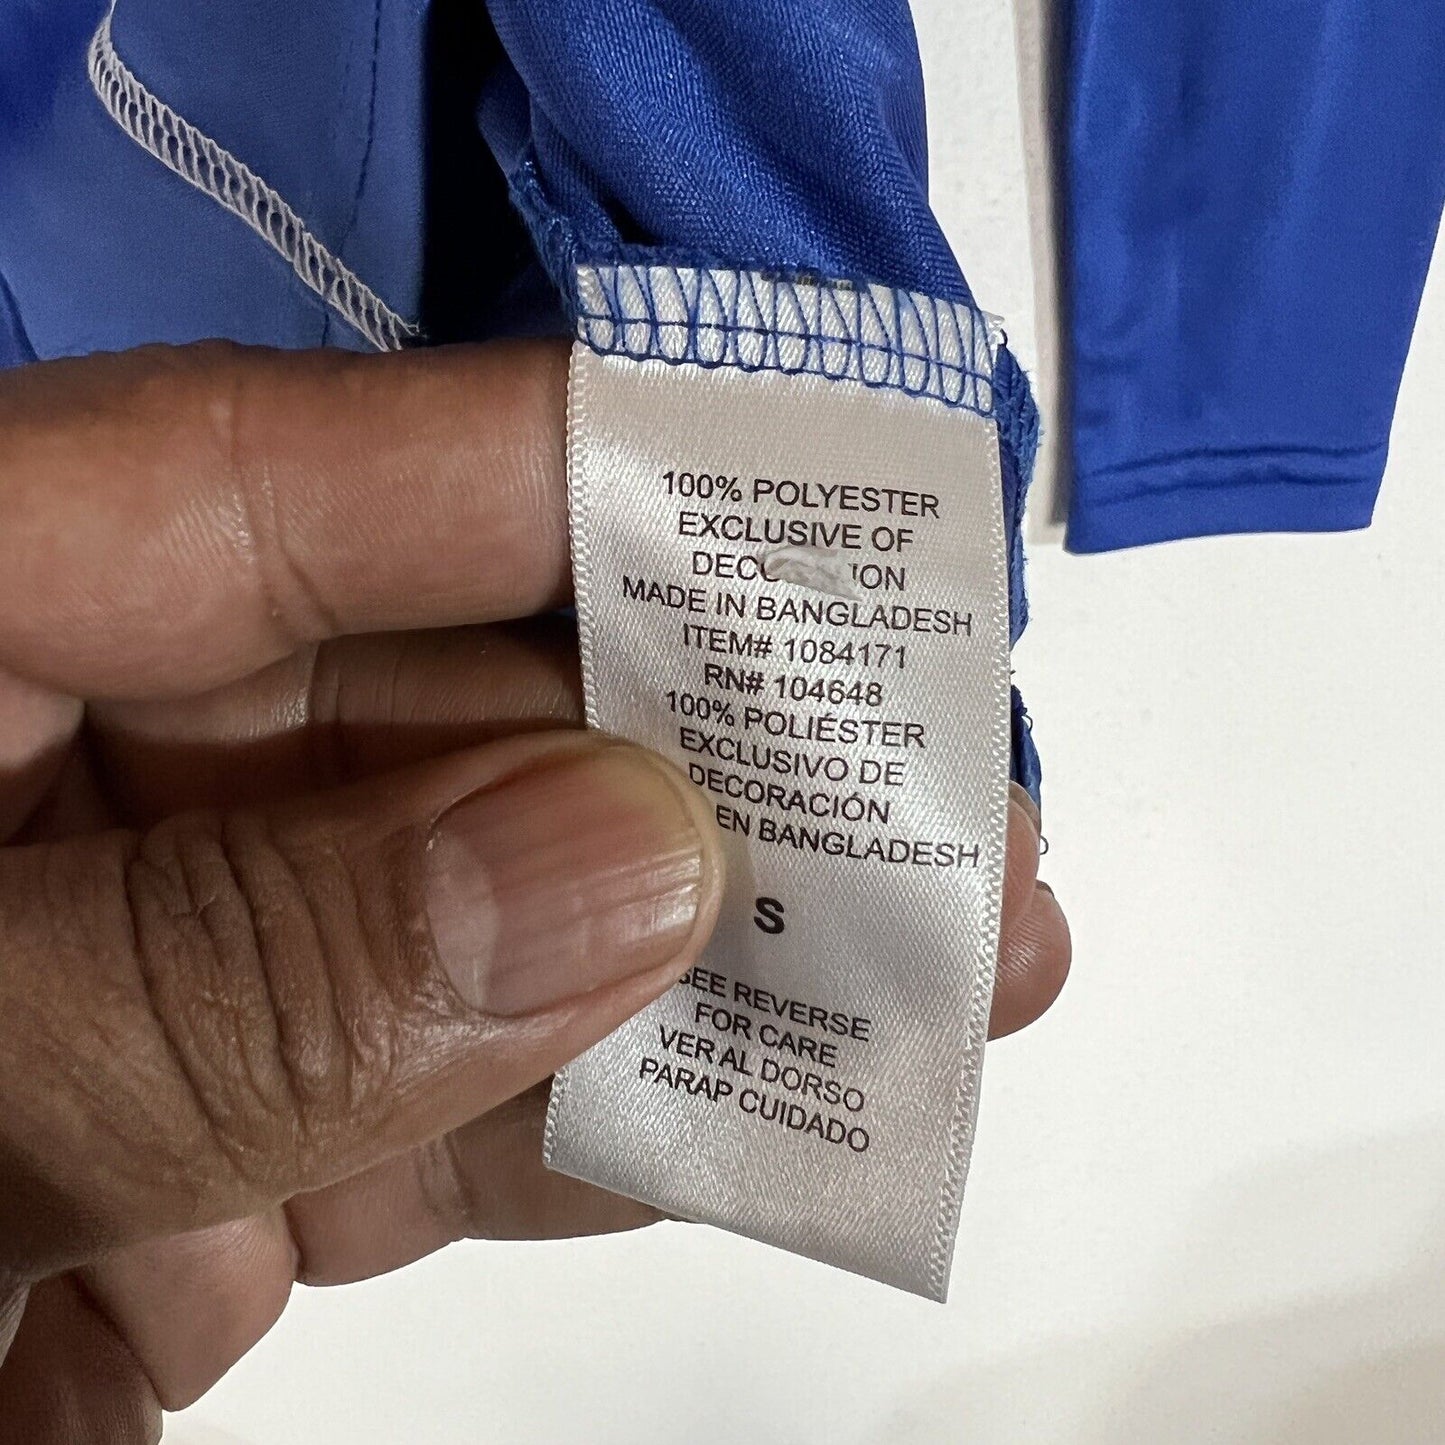 100% POLYESTER
EXCLUSIVE OF
MADE IN BANGLADESH
ITEM# 1084171
RN# 104648
100% POLIÉSTER
EXCLUSIVO DE
DECORACIÓN
EN BANGLADESH
S
SEE REVERSE
FOR CARE
VER AL DORSO
PARAP CUIDADO